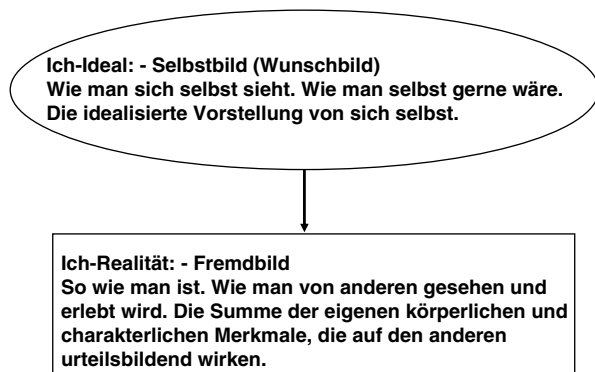 Ich-Ideal: - Selbstbild (Wunschbild)
Wie man sich selbst sieht. Wie man selbst gerne wäre.
Die idealisierte Vorstellung von sich selbst.
Ich-Realität: - Fremdbild
So wie man ist. Wie man von anderen gesehen und
erlebt wird. Die Summe der eigenen körperlichen und
charakterlichen Merkmale, die auf den anderen
urteilsbildend wirken.